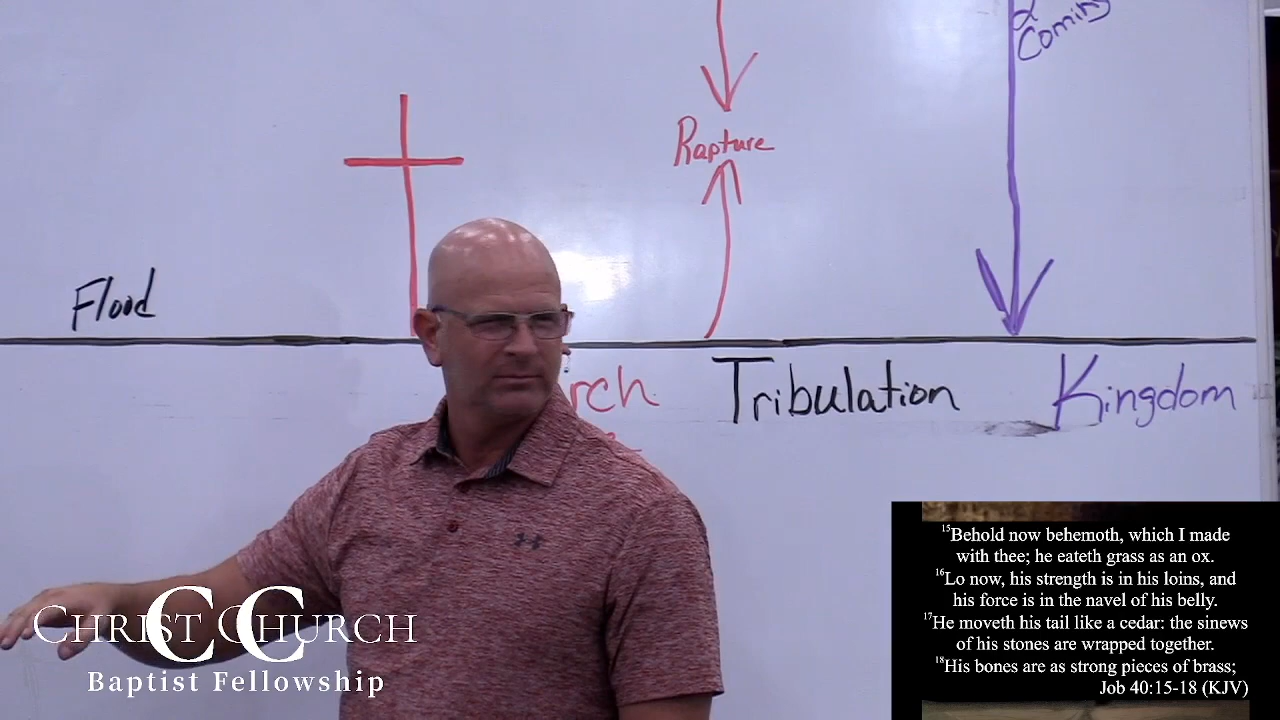 Coming
Rapture
Flood
rch
Tribulation
Kingdom
15Behold now behemoth, which I made
with thee; he eateth grass as an ox.
16Lo now, his strength is in his loins, and
his force is in the navel of his belly.
17He moveth his tail like a cedar: the sinews
of his stones are wrapped together.
18His bones are as strong pieces of brass;
Job 40:15-18 (KJV)
CC
CHRIST CHURCH
Baptist Fellowship